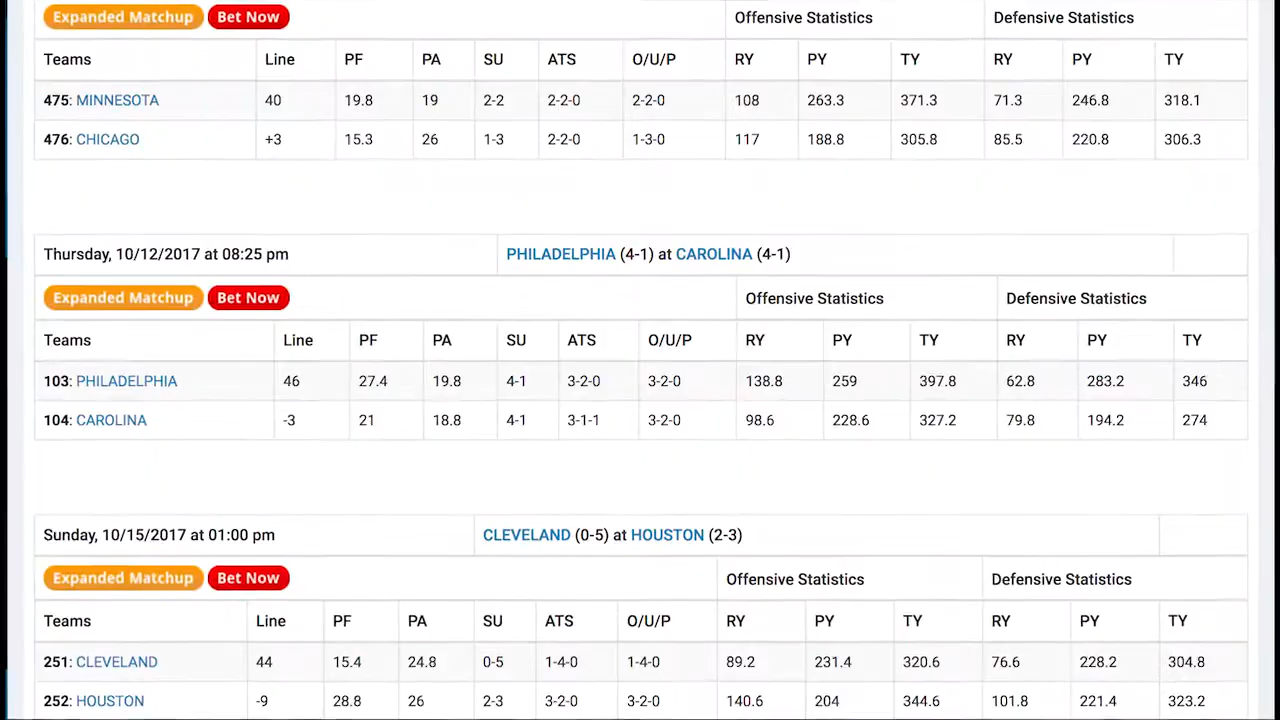 Expanded Matchup Bet Now Offensive Statistics Defensive Statistics
Teams Line PF PA SU ATS O/U/P RY PY TY RY PY TY
475: MINNESOTA 40 19.8 19 2-2 2-2-0 2-2-0 108 263.3 371.3 71.3 246.8 318.1
476: CHICAGO +3 15.3 26 1-3 2-2-0 1-3-0 117 188.8 305.8 85.5 220.8 306.3
Thursday, 10/12/2017 at 08:25 pm PHILADELPHIA (4-1) at CAROLINA (4-1)
Expanded Matchup Bet Now Offensive Statistics Defensive Statistics
Teams Line PF PA SU ATS O/U/P RY PY TY RY PY TY
103: PHILADELPHIA 46 27.4 19.8 4-1 3-2-0 3-2-0 138.8 259 397.8 62.8 283.2 346
104: CAROLINA -3 21 18.8 4-1 3-1-1 3-2-0 98.6 228.6 327.2 79.8 194.2 274
Sunday, 10/15/2017 at 01:00 pm CLEVELAND (0-5) at HOUSTON (2-3)
Expanded Matchup Bet Now Offensive Statistics Defensive Statistics
Teams Line PF PA SU ATS O/U/P RY PY TY RY PY TY
251: CLEVELAND 44 15.4 24.8 0-5 1-4-0 1-4-0 89.2 231.4 320.6 76.6 228.2 304.8
252: HOUSTON -9 28.8 26 2-3 3-2-0 3-2-0 140.6 204 344.6 101.8 221.4 323.2